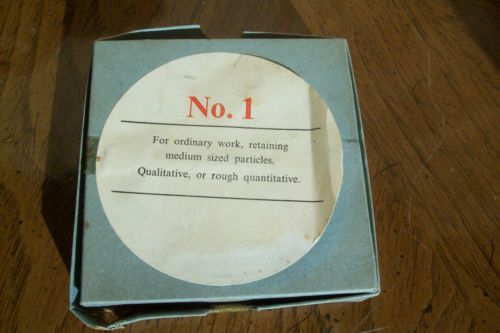 No. 1
For ordinary work, retaining
medium sized particles.
Qualitative, or rough quantitative.